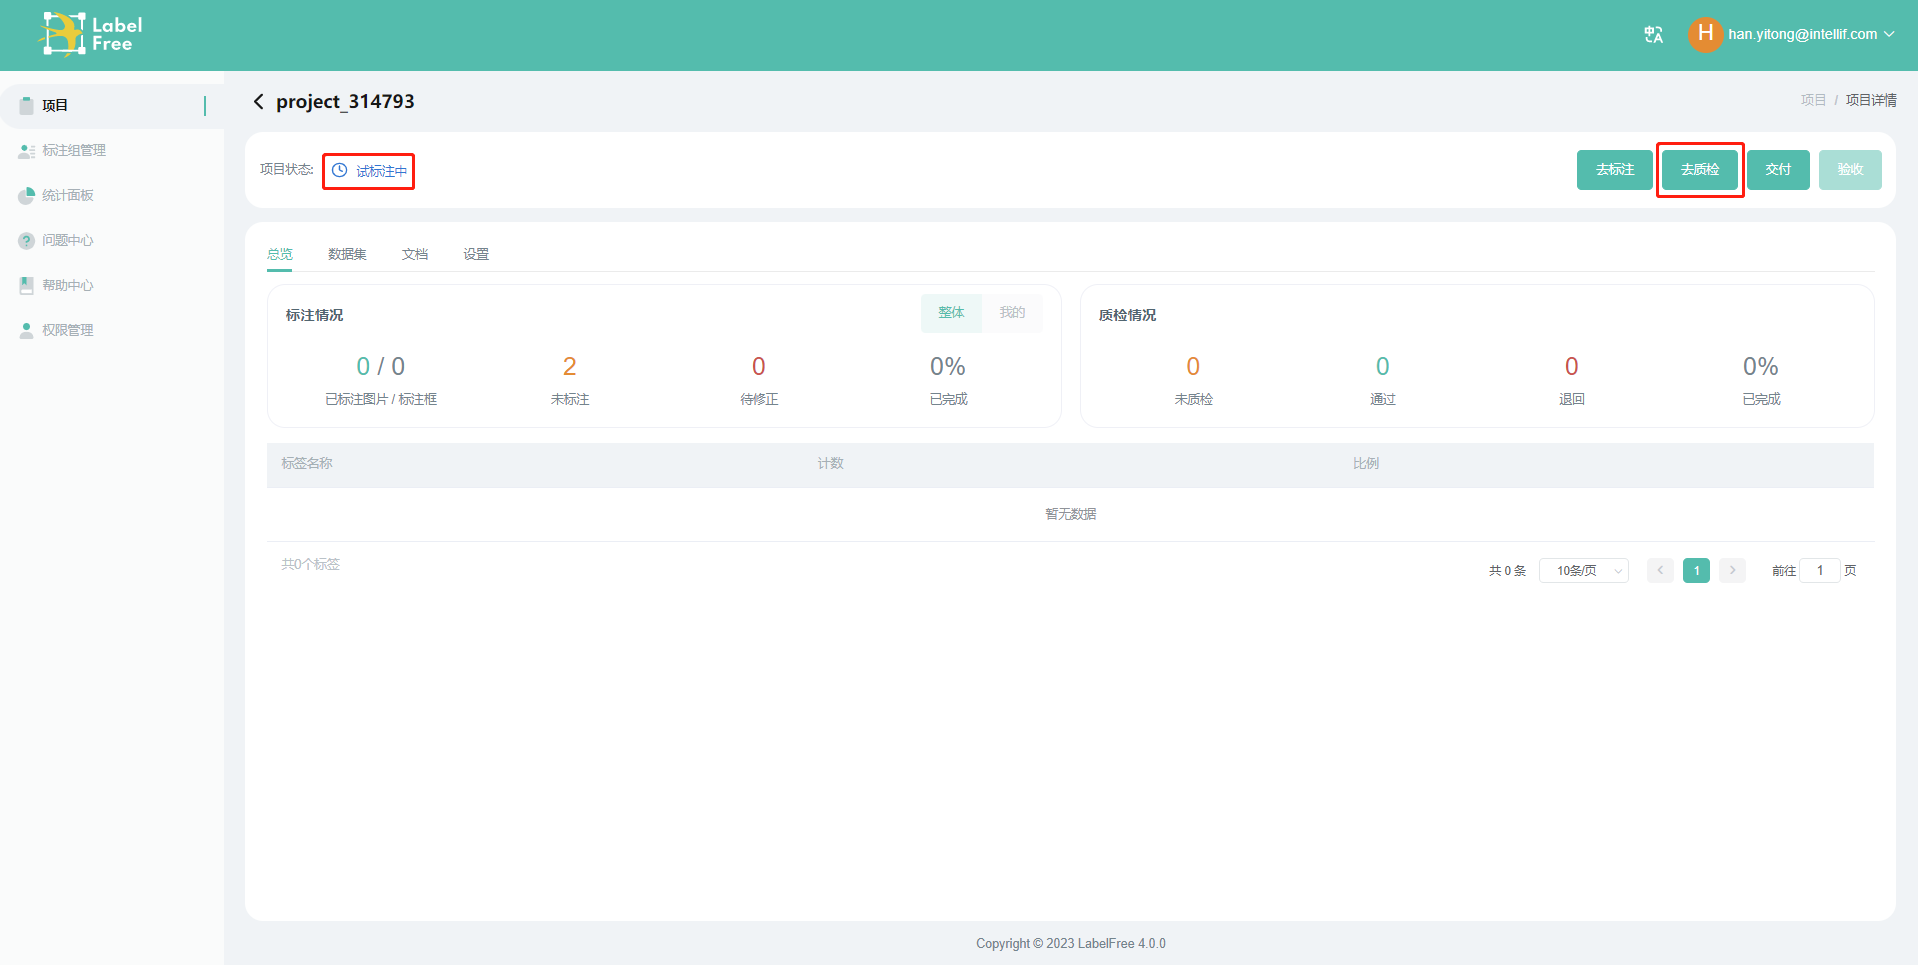 Label
Free
中A
H han.yitong@intellif.com
项目
标注组管理
统计面板
问题中心
帮助中心
权限管理
project_314793
项目 / 项目详情
项目状态: 试标注中
去标注 去质检 交付 验收
总览 数据集 文档 设置
标注情况 整体 我的
0 / 0 2 0 0%
已标注图片 / 标注框 未标注 待修正 已完成
质检情况
0 0 0 0%
未质检 通过 退回 已完成
标签名称 计数 比例
暂无数据
共0个标签
共 0 条 10条/页 1 前往 1 页
Copyright © 2023 LabelFree 4.0.0